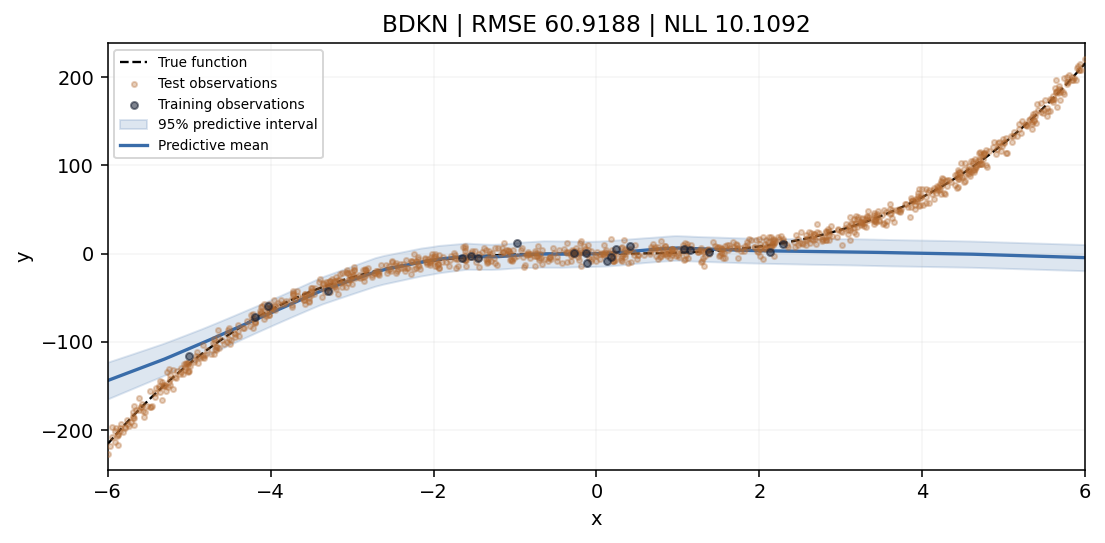 BDKN | RMSE 60.9188 | NLL 10.1092
True function
Test observations
Training observations
95% predictive interval
Predictive mean
y
200
100
0
−100
−200
−6
−4
−2
0
2
4
6
x